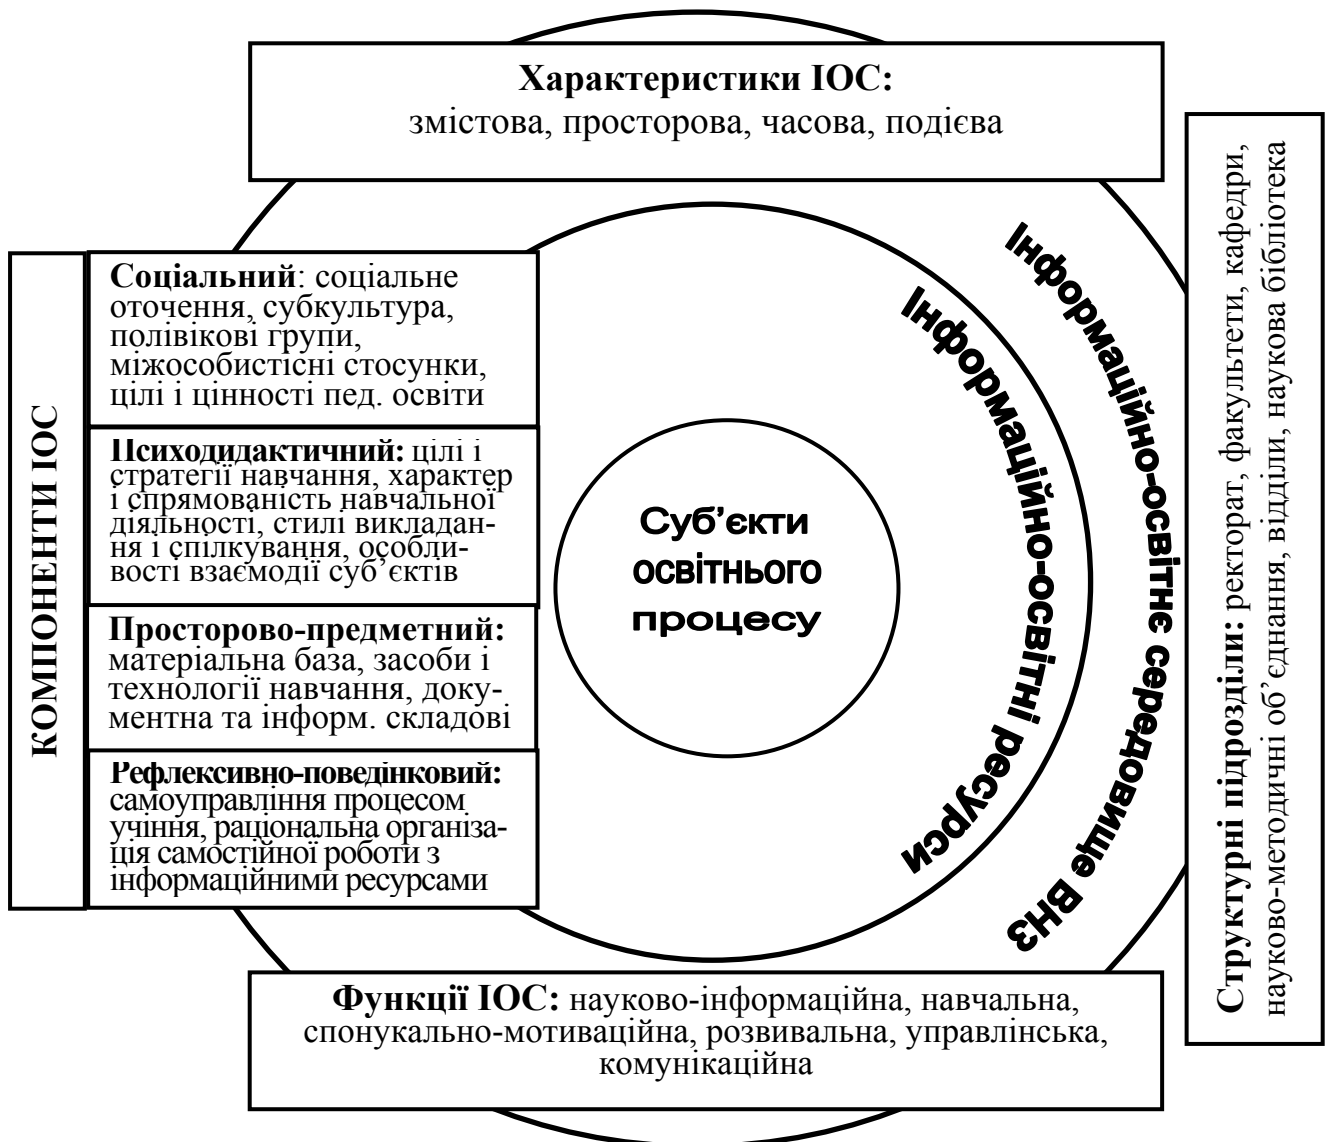 Характеристики ІОС:
змістова, просторова, часова, подієва
КОМПОНЕНТИ ІОС
Соціальний: соціальне
оточення, субкультура,
полівікові групи,
міжособистісні стосунки,
цілі і цінності пед. освіти
Психодидактичний: цілі і
стратегії навчання, характер
і спрямованість навчальної
діяльності, стилі викладан-
ня і спілкування, особли-
вості взаємодії суб’єктів
Просторово-предметний:
матеріальна база, засоби і
технології навчання, доку-
ментна та інформ. складові
Рефлексивно-поведінковий:
самоуправління процесом
учіння, раціональна організа-
ція самостійної роботи з
інформаційними ресурсами
Суб’єкти
освітнього
процесу
Інформаційно-освітні ресурси
Інформаційно-освітнє середовище ВНЗ
Структурні підрозділи: ректорат, факультети, кафедри,
науково-методичні об’єднання, відділи, наукова бібліотека
Функції ІОС: науково-інформаційна, навчальна,
спонукально-мотиваційна, розвивальна, управлінська,
комунікаційна